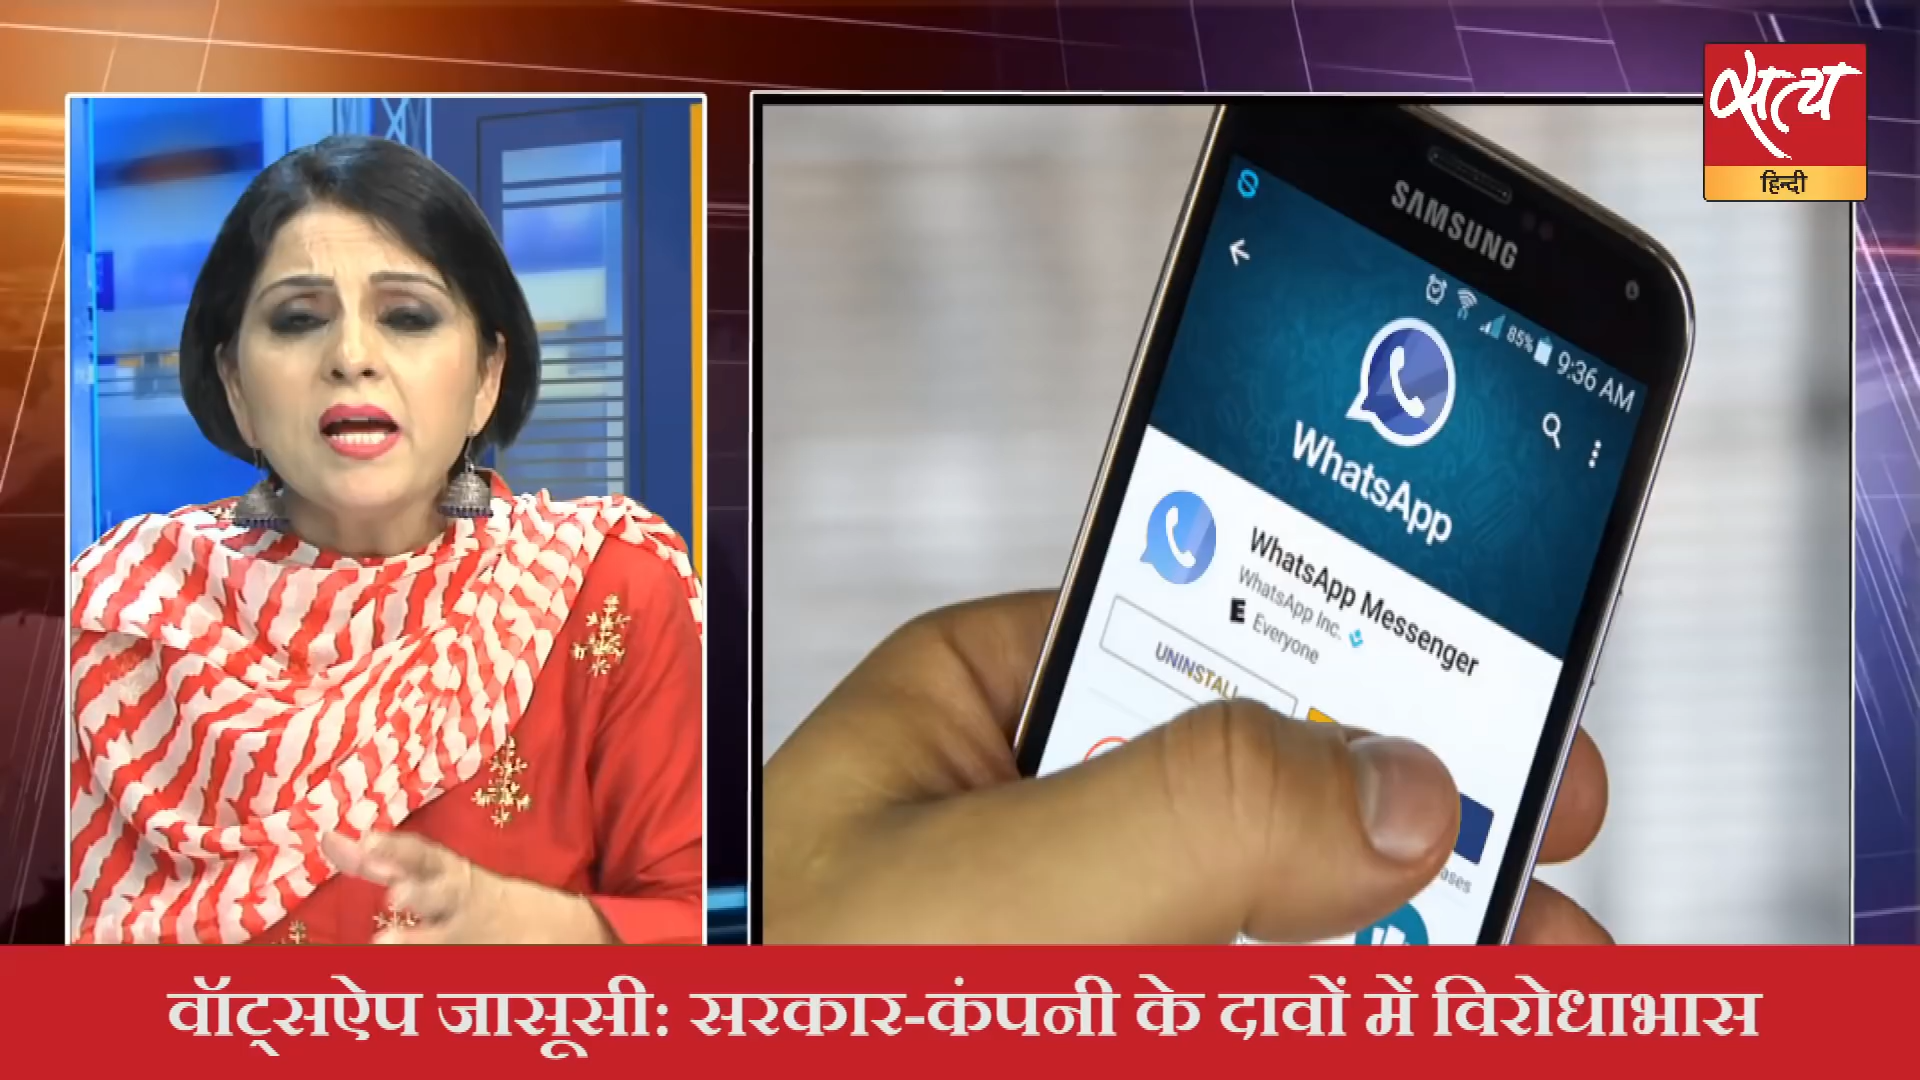 सत्य
हिन्दी
SAMSUNG
85% 9:36 AM
WhatsApp
WhatsApp Messenger
WhatsApp Inc.
E Everyone
UNINSTALL
वॉट्सऐप जासूसी: सरकार-कंपनी के दावों में विरोधाभास